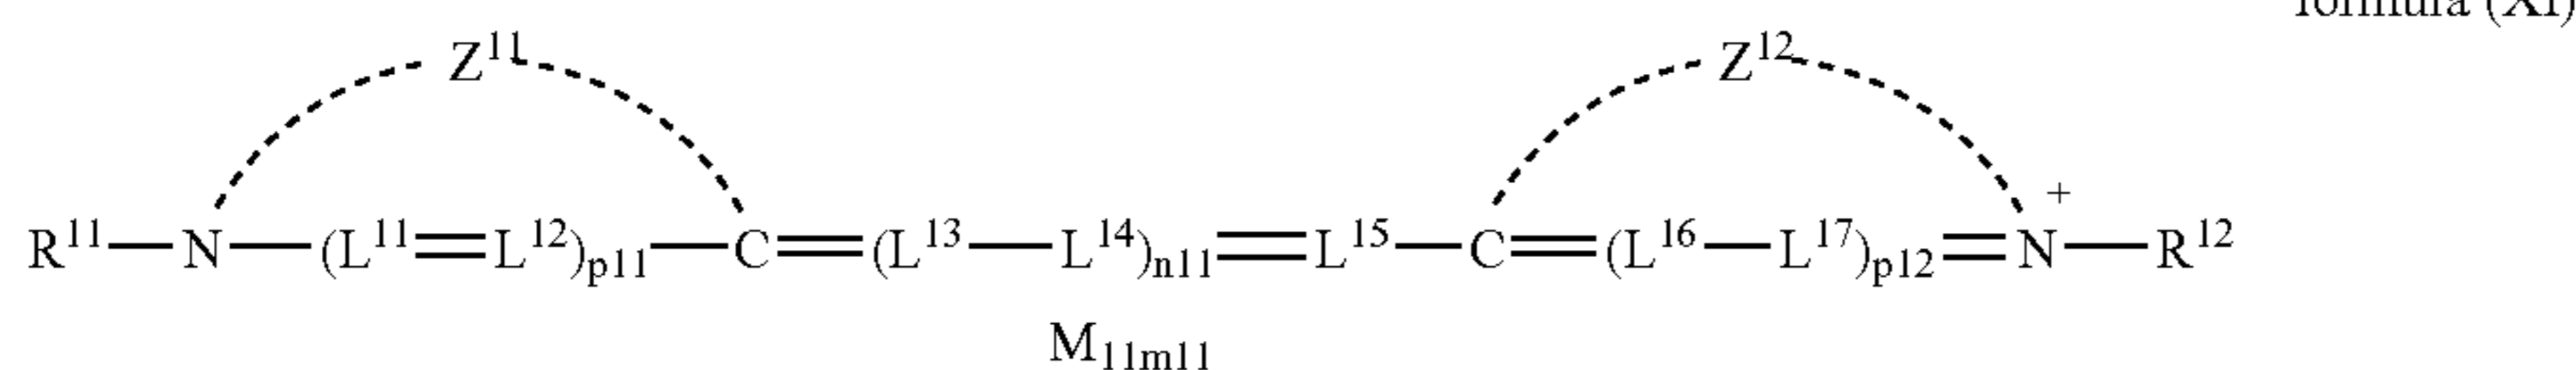 formula (XI)
Z¹¹ Z¹²
R¹¹—N—(L¹¹=L¹²)ₚ₁₁—C=(L¹³—L¹⁴)ₙ₁₁=L¹⁵—C=(L¹⁶—L¹⁷)ₚ₁₂=N⁺—R¹²
M₁₁ₘ₁₁